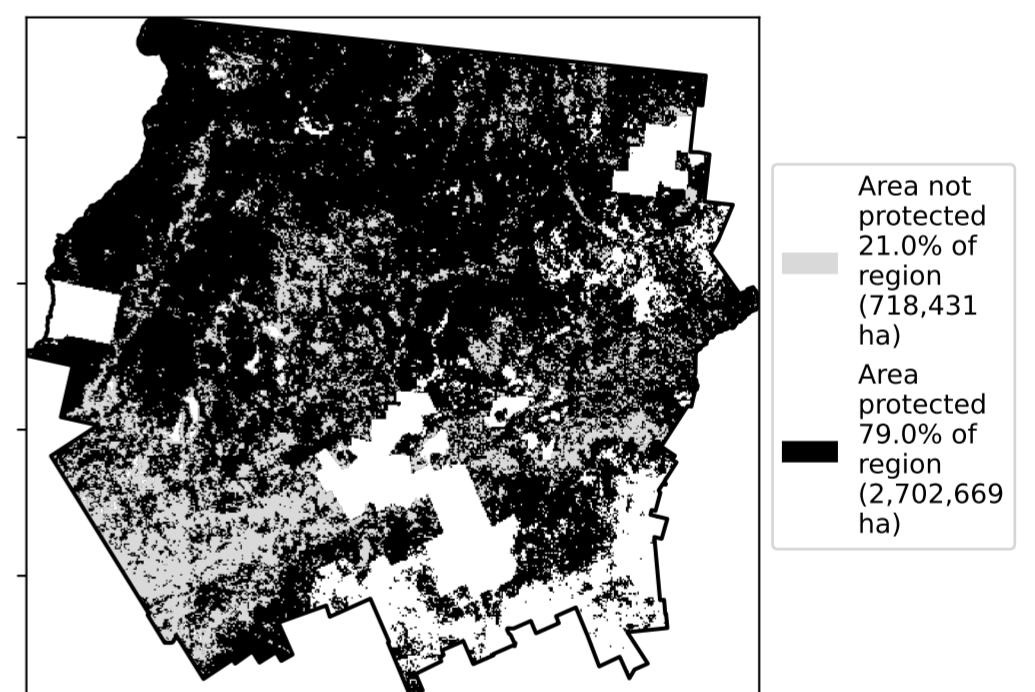 Area not
protected
21.0% of
region
(718,431
ha)
Area
protected
79.0% of
region
(2,702,669
ha)